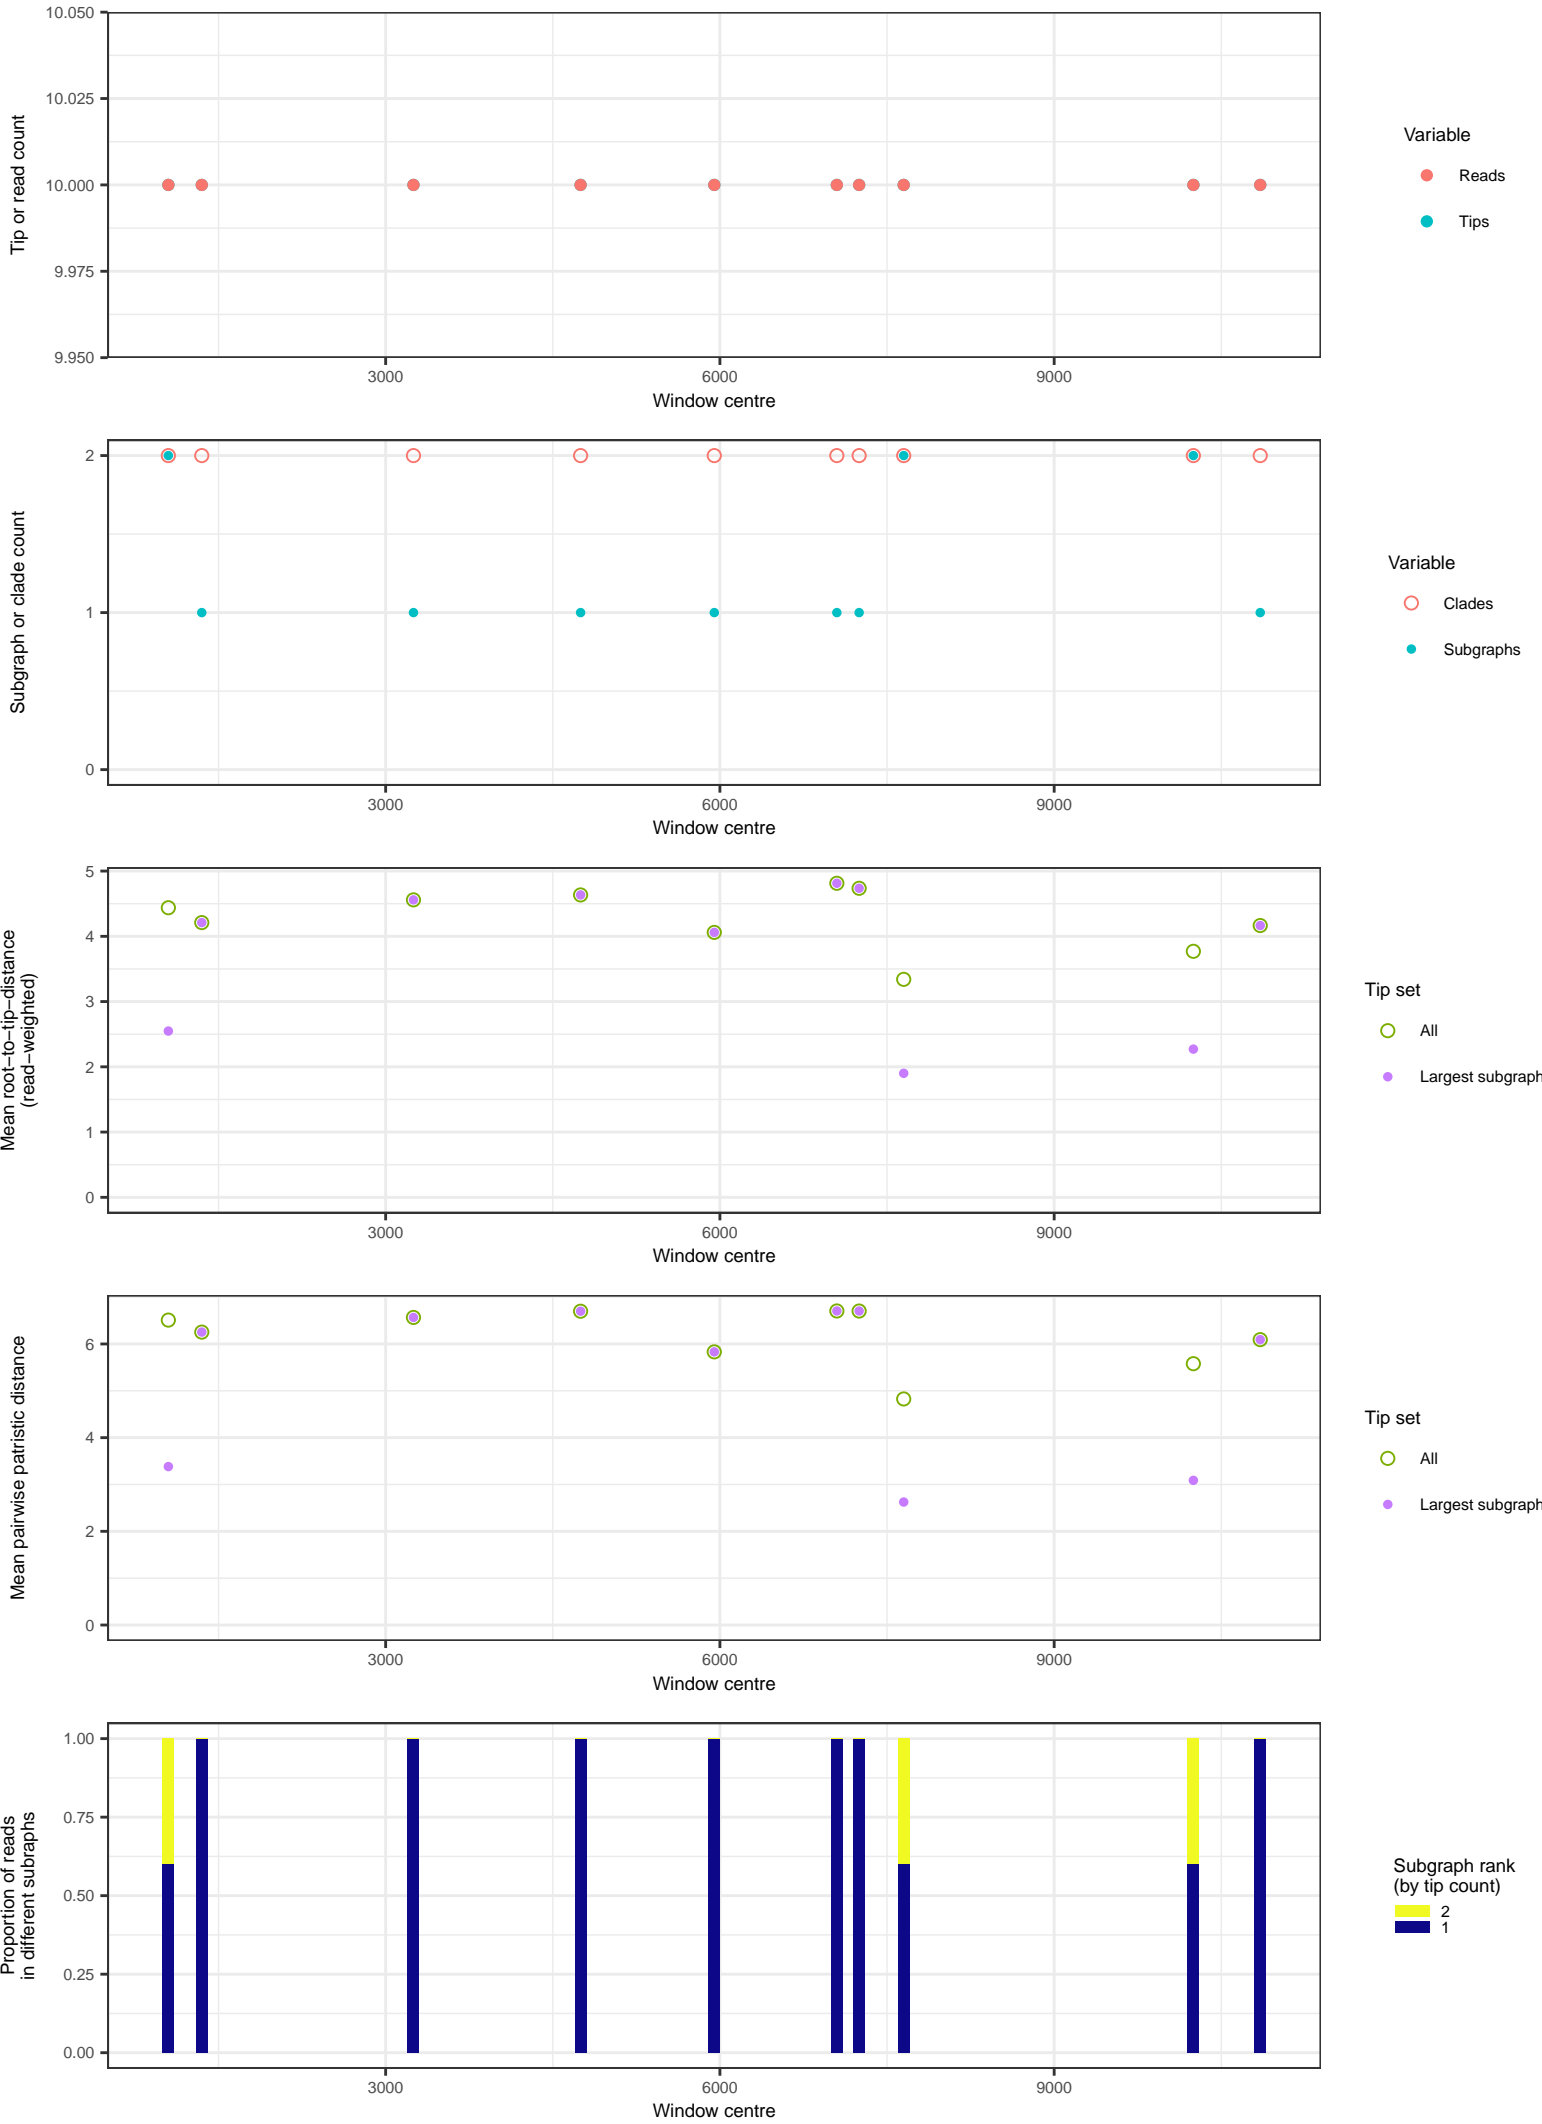 10.050
10.025
10.000
9.975
9.950
Tip or read count
3000
6000
9000
Window centre
Variable
Reads
Tips
2
1
0
Subgraph or clade count
3000
6000
9000
Window centre
Variable
Clades
Subgraphs
5
4
3
2
1
0
Mean root−to−tip−distance
(read−weighted)
3000
6000
9000
Window centre
Tip set
All
Largest subgraph
6
4
2
0
Mean pairwise patristic distance
3000
6000
9000
Window centre
Tip set
All
Largest subgraph
1.00
0.75
0.50
0.25
0.00
Proportion of reads
in different subraphs
3000
6000
9000
Window centre
Subgraph rank
(by tip count)
2
1